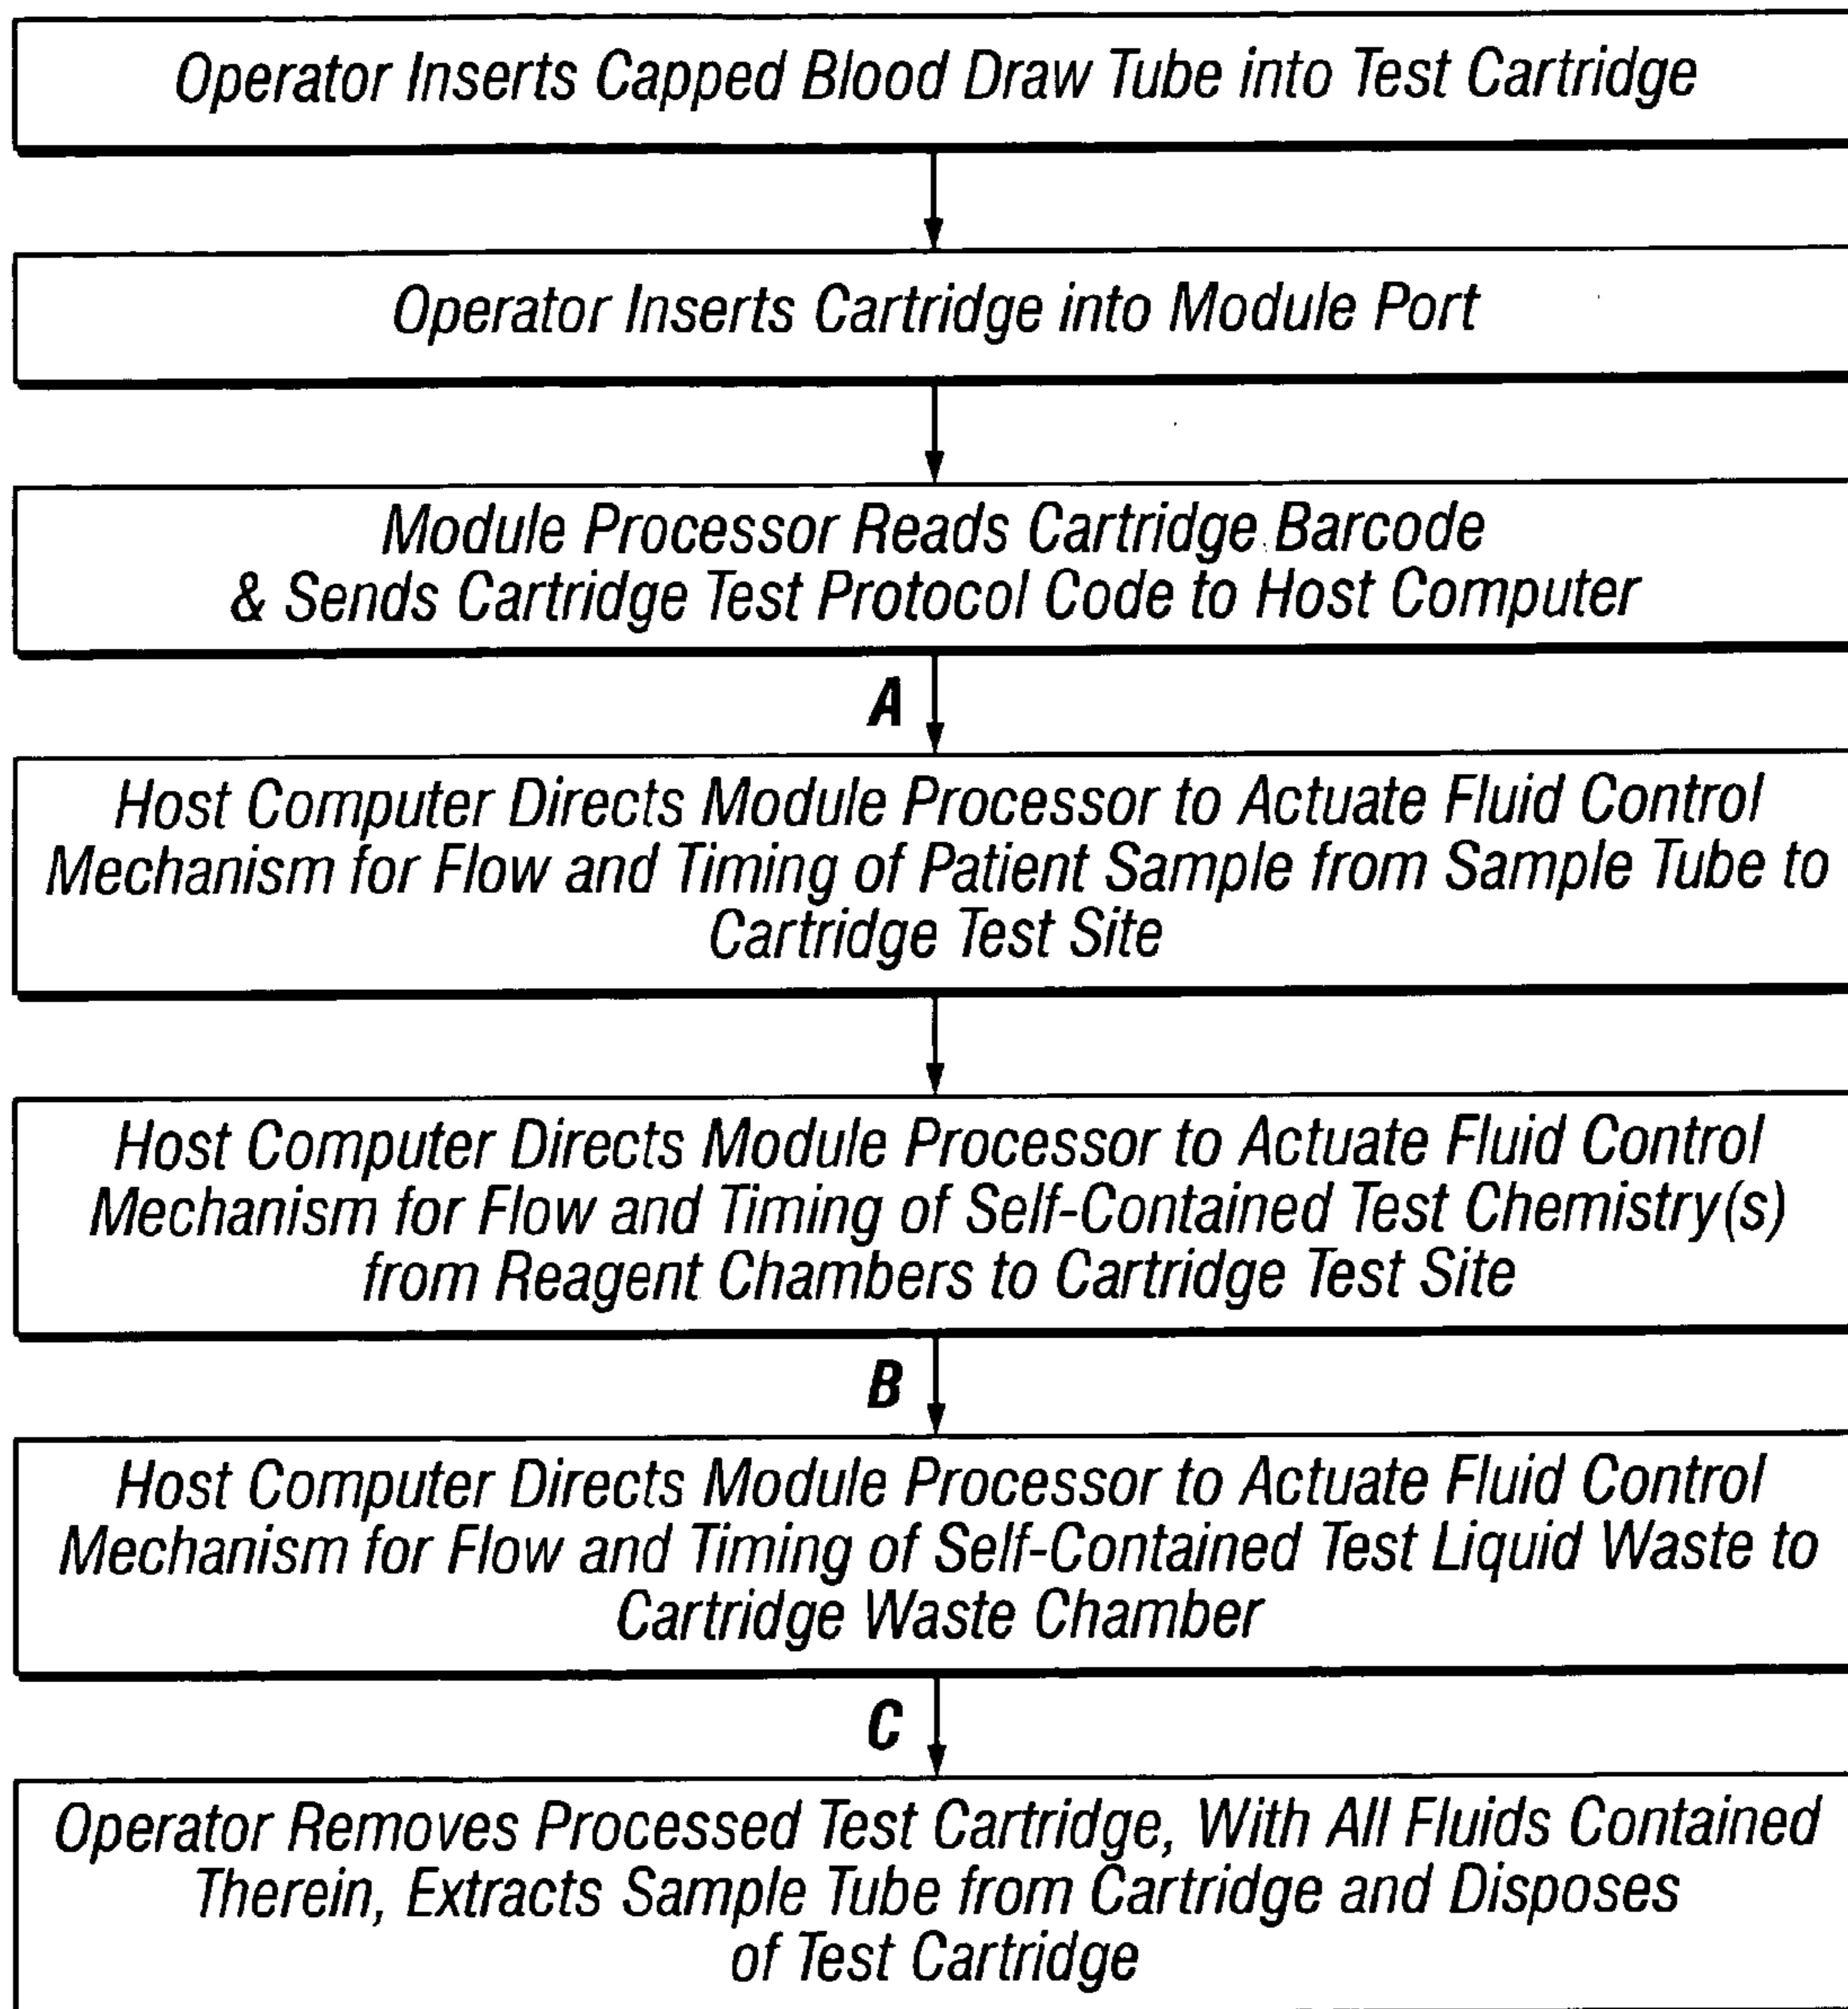 Operator Inserts Capped Blood Draw Tube into Test Cartridge
Operator Inserts Cartridge into Module Port
Module Processor Reads Cartridge Barcode
& Sends Cartridge Test Protocol Code to Host Computer
A
Host Computer Directs Module Processor to Actuate Fluid Control
Mechanism for Flow and Timing of Patient Sample from Sample Tube to
Cartridge Test Site
Host Computer Directs Module Processor to Actuate Fluid Control
Mechanism for Flow and Timing of Self-Contained Test Chemistry(s)
from Reagent Chambers to Cartridge Test Site
B
Host Computer Directs Module Processor to Actuate Fluid Control
Mechanism for Flow and Timing of Self-Contained Test Liquid Waste to
Cartridge Waste Chamber
C
Operator Removes Processed Test Cartridge, With All Fluids Contained
Therein, Extracts Sample Tube from Cartridge and Disposes
of Test Cartridge